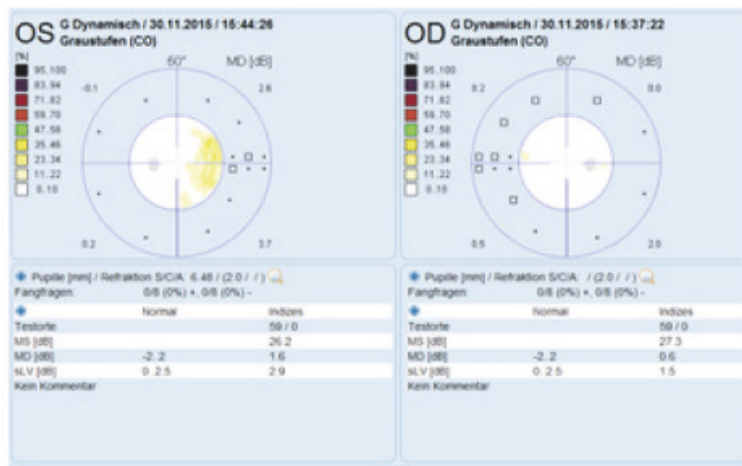 OS G Dynamisch / 30.11.2015 / 15:44:26
Graustufen (CO)
[%]
60° MD [dB]
95..100
83..94
71..82
59..70
47..58
35..46
23..34
11..22
0..10
-0.1 2.6
0.2 3.7
Pupille [mm] / Refraktion S/C/A: 6.48 / (2.0 / / )
Fangfragen: 0/6 (0%) +, 0/6 (0%) -
Normal Indizes
Testorte 59 / 0
MS [dB] 26.2
MD [dB] -2..2 1.6
sLV [dB] 0..2.5 2.9
Kein Kommentar
OD G Dynamisch / 30.11.2015 / 15:37:22
Graustufen (CO)
[%]
60° MD [dB]
95..100
83..94
71..82
59..70
47..58
35..46
23..34
11..22
0..10
0.2 0.0
0.5 2.0
Pupille [mm] / Refraktion S/C/A: / (2.0 / / )
Fangfragen: 0/6 (0%) +, 0/6 (0%) -
Normal Indizes
Testorte 59 / 0
MS [dB] 27.3
MD [dB] -2..2 0.6
sLV [dB] 0..2.5 1.5
Kein Kommentar